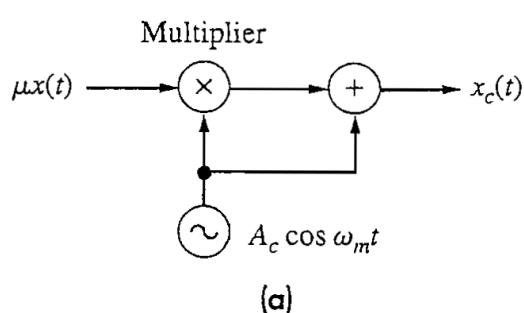 Multiplier
μx(t) × + x_c(t)
A_c cos ω_m t
(a)